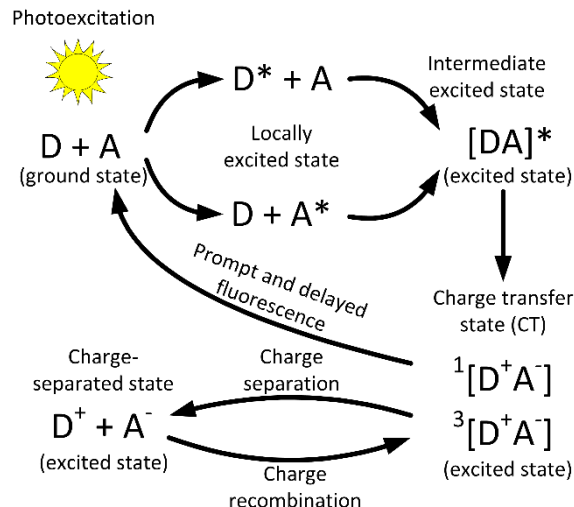 Photoexcitation
D* + A
Intermediate
excited state
D + A
(ground state)
Locally
excited state
[DA]*
(excited state)
D + A*
Prompt and delayed
fluorescence
Charge transfer
state (CT)
¹[D⁺A⁻]
³[D⁺A⁻]
(excited state)
Charge-
separated state
D⁺ + A⁻
(excited state)
Charge
separation
Charge
recombination